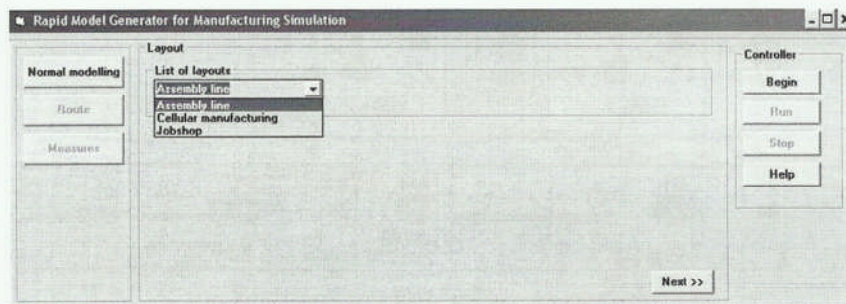 Rapid Model Generator for Manufacturing Simulation
Normal modelling
Route
Measures
Layout
List of layouts
Assembly line
Assembly line
Cellular manufacturing
Jobshop
Next >>
Controller
Begin
Run
Stop
Help